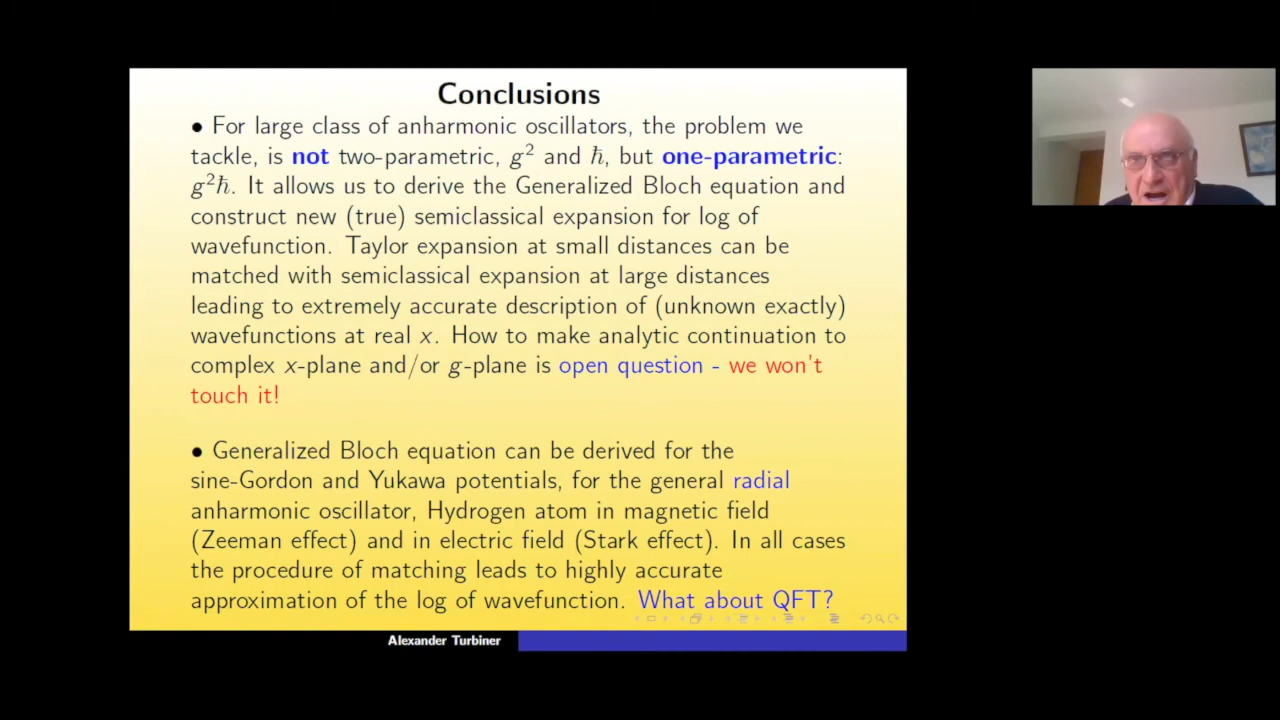 Conclusions
• For large class of anharmonic oscillators, the problem we
tackle, is not two-parametric, g² and ħ, but one-parametric:
g²ħ. It allows us to derive the Generalized Bloch equation and
construct new (true) semiclassical expansion for log of
wavefunction. Taylor expansion at small distances can be
matched with semiclassical expansion at large distances
leading to extremely accurate description of (unknown exactly)
wavefunctions at real x. How to make analytic continuation to
complex x-plane and/or g-plane is open question - we won't
touch it!
• Generalized Bloch equation can be derived for the
sine-Gordon and Yukawa potentials, for the general radial
anharmonic oscillator, Hydrogen atom in magnetic field
(Zeeman effect) and in electric field (Stark effect). In all cases
the procedure of matching leads to highly accurate
approximation of the log of wavefunction. What about QFT?
Alexander Turbiner